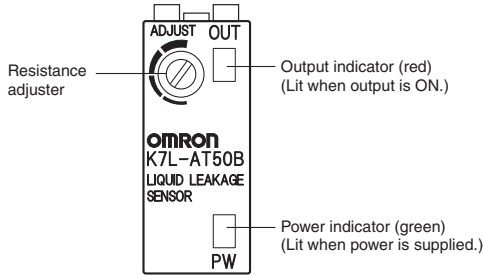 ADJUST OUT
Resistance
adjuster
Output indicator (red)
(Lit when output is ON.)
OMRON
K7L-AT50B
LIQUID LEAKAGE
SENSOR
Power indicator (green)
(Lit when power is supplied.)
PW